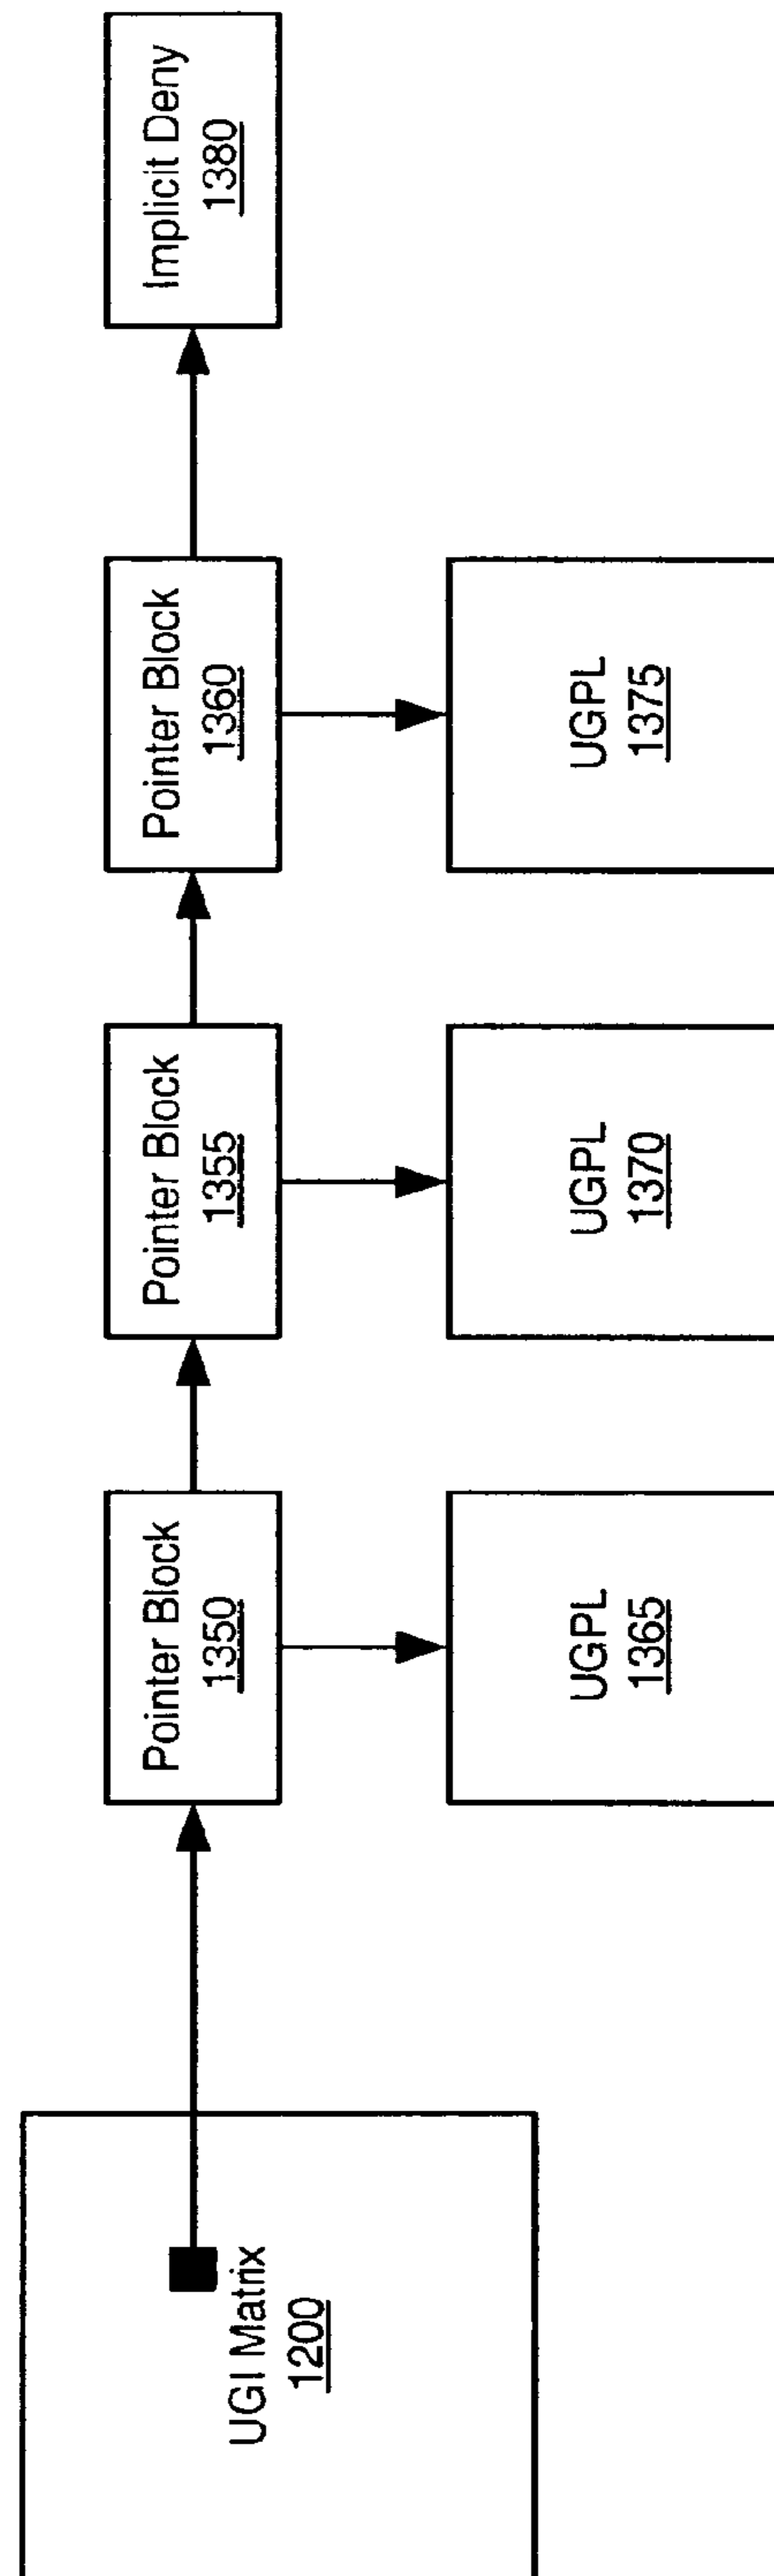 UGI Matrix
1200
Pointer Block
1350
Pointer Block
1355
Pointer Block
1360
Implicit Deny
1380
UGPL
1365
UGPL
1370
UGPL
1375